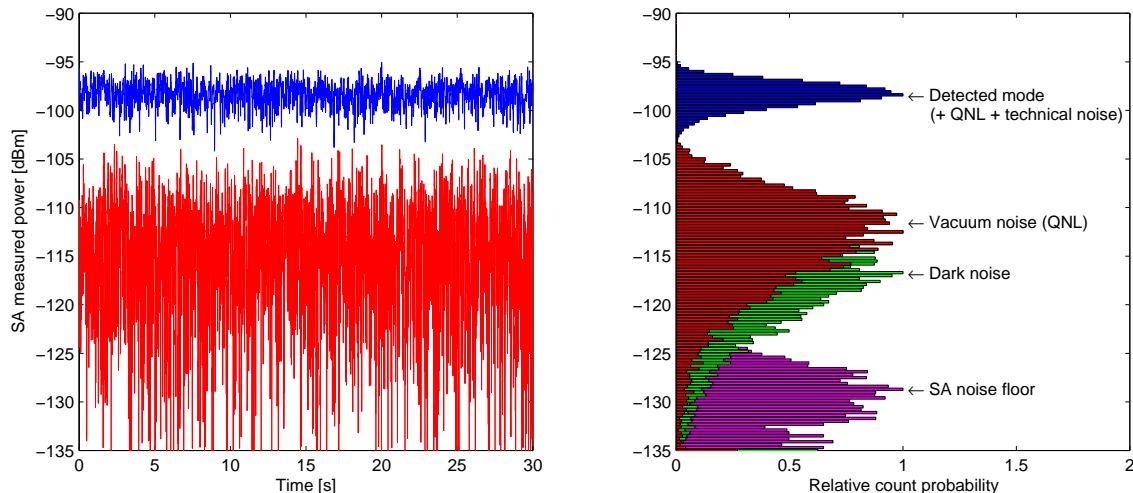 SA measured power [dBm]
−90
−95
−100
−105
−110
−115
−120
−125
−130
−135
0 5 10 15 20 25 30
Time [s]
−90
−95
−100
−105
−110
−115
−120
−125
−130
−135
← Detected mode
(+ QNL + technical noise)
← Vacuum noise (QNL)
← Dark noise
← SA noise floor
0 0.5 1 1.5 2
Relative count probability